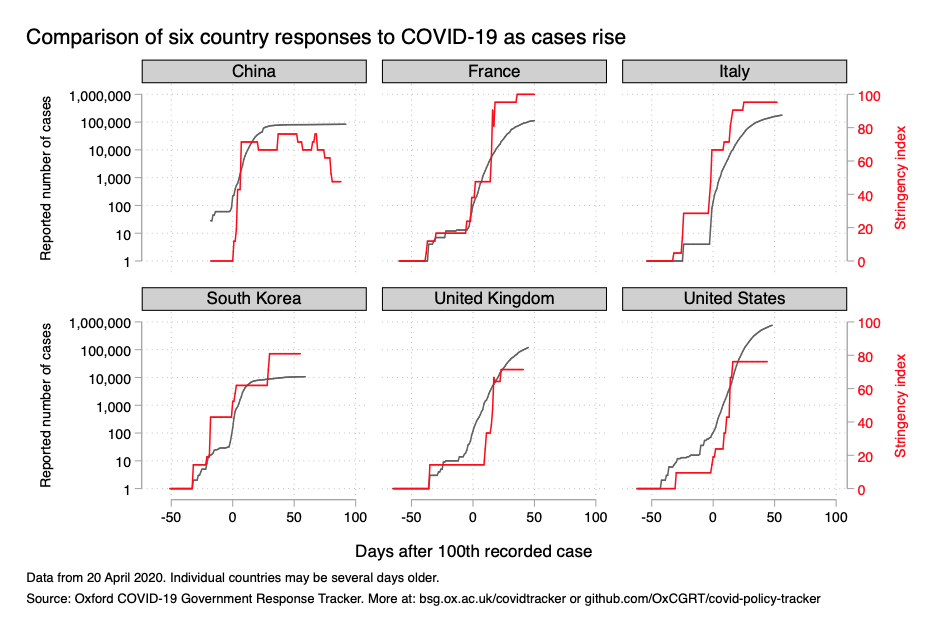 Comparison of six country responses to COVID-19 as cases rise
China
France
Italy
Reported number of cases
1,000,000
100,000
10,000
1,000
100
10
1
100
80
60
40
20
0
Stringency index
South Korea
United Kingdom
United States
Reported number of cases
1,000,000
100,000
10,000
1,000
100
10
1
100
80
60
40
20
0
Stringency index
-50 0 50 100 -50 0 50 100 -50 0 50 100
Days after 100th recorded case
Data from 20 April 2020. Individual countries may be several days older.
Source: Oxford COVID-19 Government Response Tracker. More at: bsg.ox.ac.uk/covidtracker or github.com/OxCGRT/covid-policy-tracker